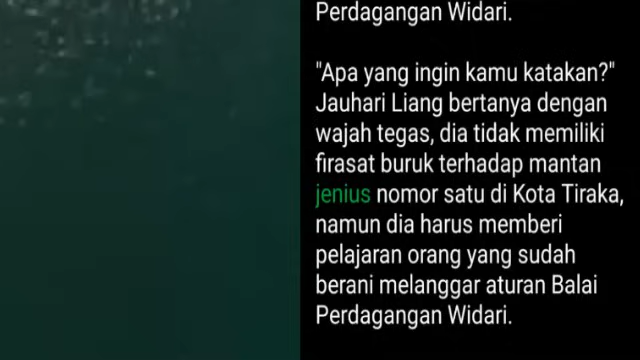 Perdagangan Widari.
"Apa yang ingin kamu katakan?"
Jauhari Liang bertanya dengan
wajah tegas, dia tidak memiliki
firasat buruk terhadap mantan
jenius nomor satu di Kota Tiraka,
namun dia harus memberi
pelajaran orang yang sudah
berani melanggar aturan Balai
Perdagangan Widari.